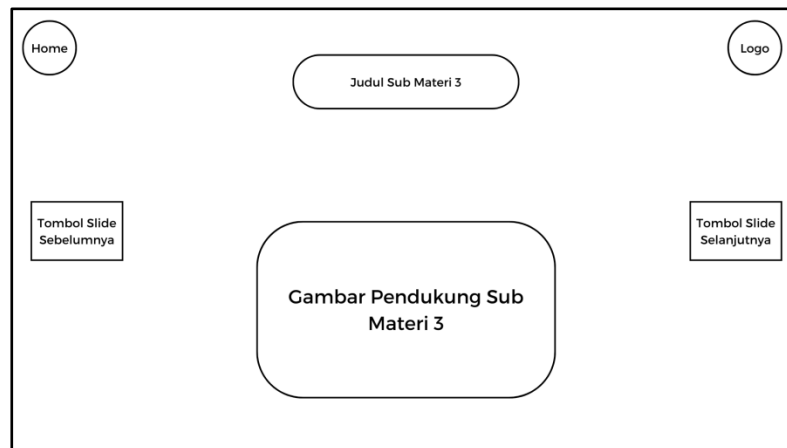 Home
Logo
Judul Sub Materi 3
Tombol Slide
Sebelumnya
Tombol Slide
Selanjutnya
Gambar Pendukung Sub
Materi 3